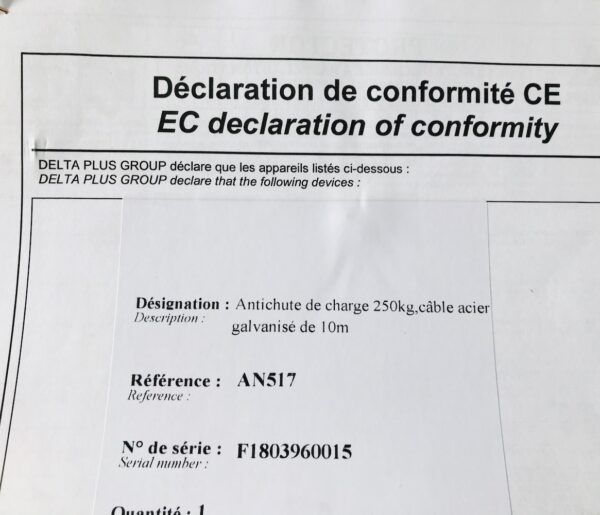 Déclaration de conformité CE
EC declaration of conformity
DELTA PLUS GROUP déclare que les appareils listés ci-dessous :
DELTA PLUS GROUP declare that the following devices :
Désignation : Antichute de charge 250kg,câble acier
Description : galvanisé de 10m
Référence : AN517
Reference :
N° de série : F1803960015
Serial number :
Quantité : 1